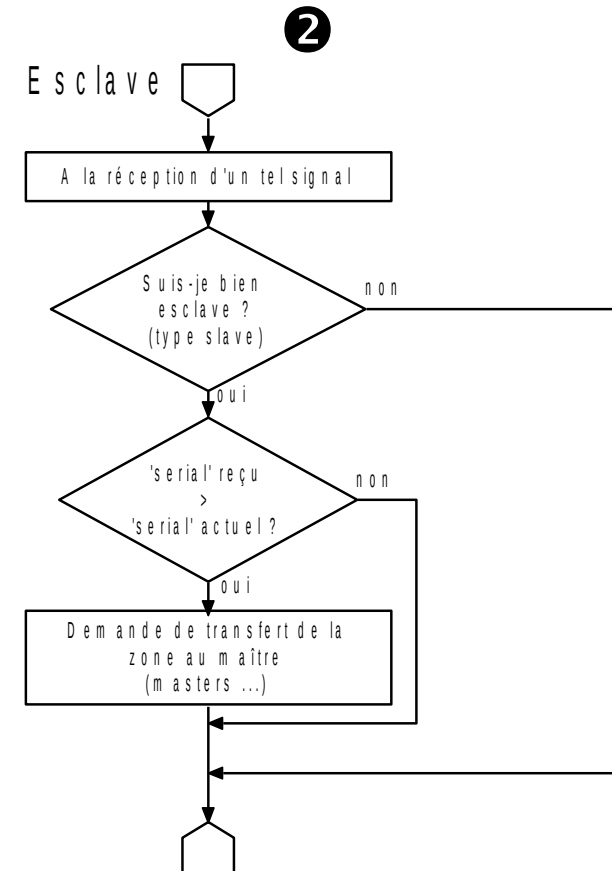 2
Esclave
A la réception d'un tel signal
Suis-je bien
esclave ?
(type slave)
non
oui
'serial' reçu
>
'serial' actuel ?
non
oui
Demande de transfert de la
zone au maître
(masters ...)